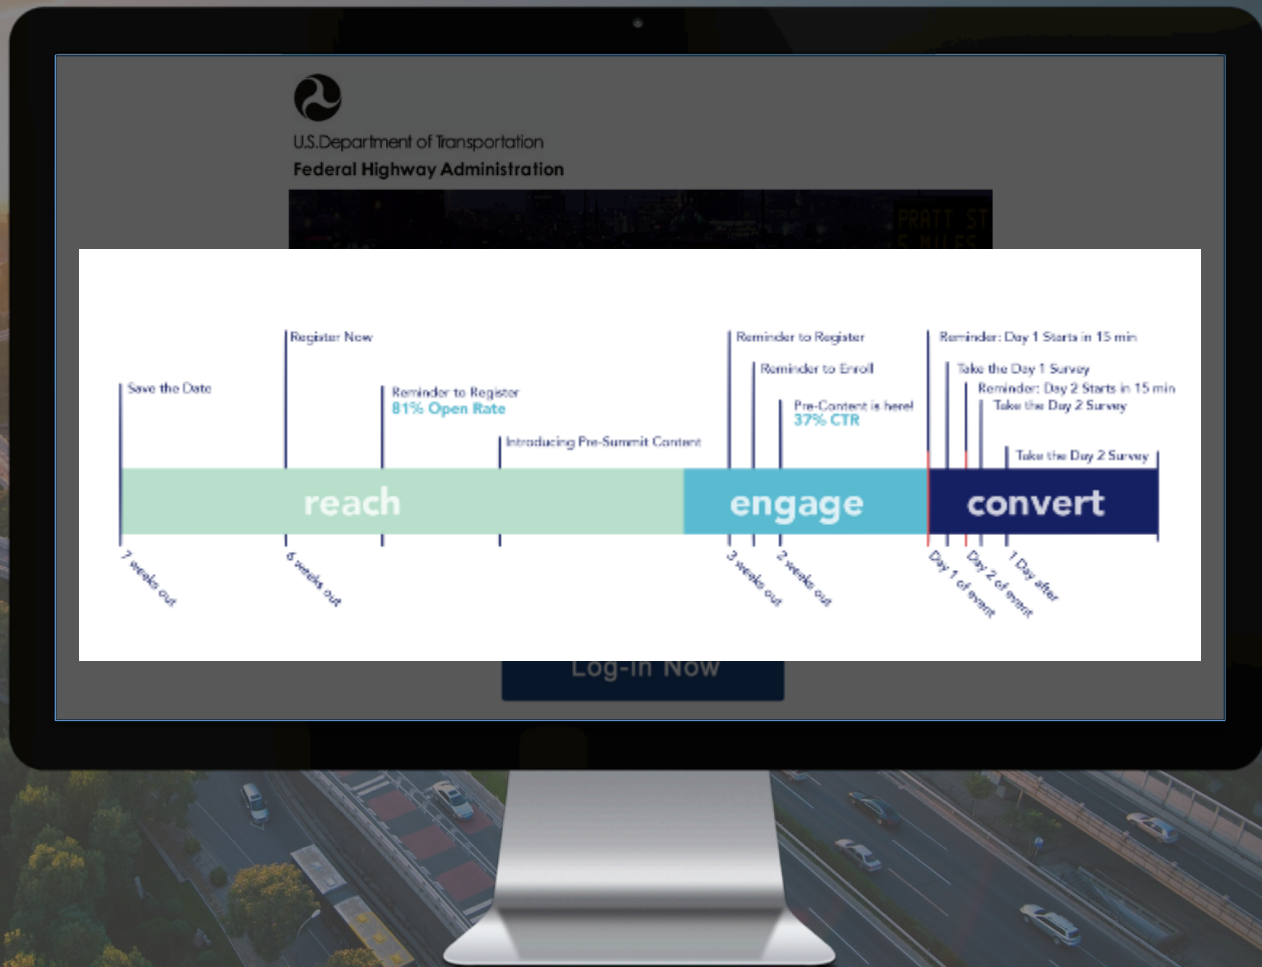 U.S.Department of Transportation
Federal Highway Administration
PRATT ST
5 MILES
Save the Date
Register Now
Reminder to Register
81% Open Rate
Introducing Pre-Summit Content
Reminder to Register
Reminder to Enroll
Pre-Content is here!
37% CTR
Reminder: Day 1 Starts in 15 min
Take the Day 1 Survey
Reminder: Day 2 Starts in 15 min
Take the Day 2 Survey
Take the Day 2 Survey
reach
engage
convert
7 weeks out
6 weeks out
3 weeks out
2 weeks out
Day 1 of event
Day 2 of event
1 Day after
Log-In Now